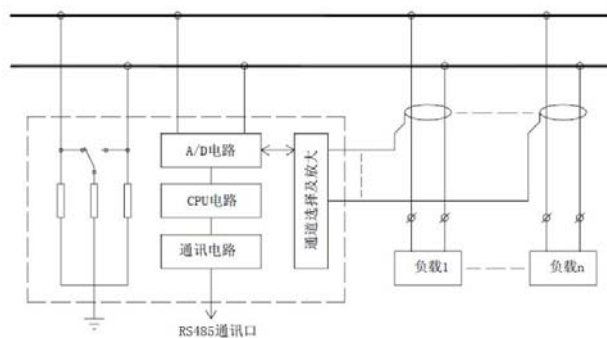 A/D电路
CPU电路
通讯电路
通道选择及放大
负载1
负载n
RS485通讯口